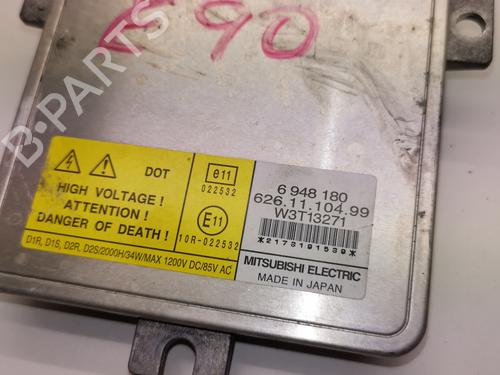 E90
B-PARTS
DOT
HIGH VOLTAGE !
ATTENTION !
DANGER OF DEATH !
D1R, D1S, D2R, D2S/2000H/34W/MAX 1200V DC/85V AC
e11
022532
E11
10R-022532
6 948 180
626.11.104.99
W3T13271
*2173191539*
MITSUBISHI ELECTRIC
MADE IN JAPAN